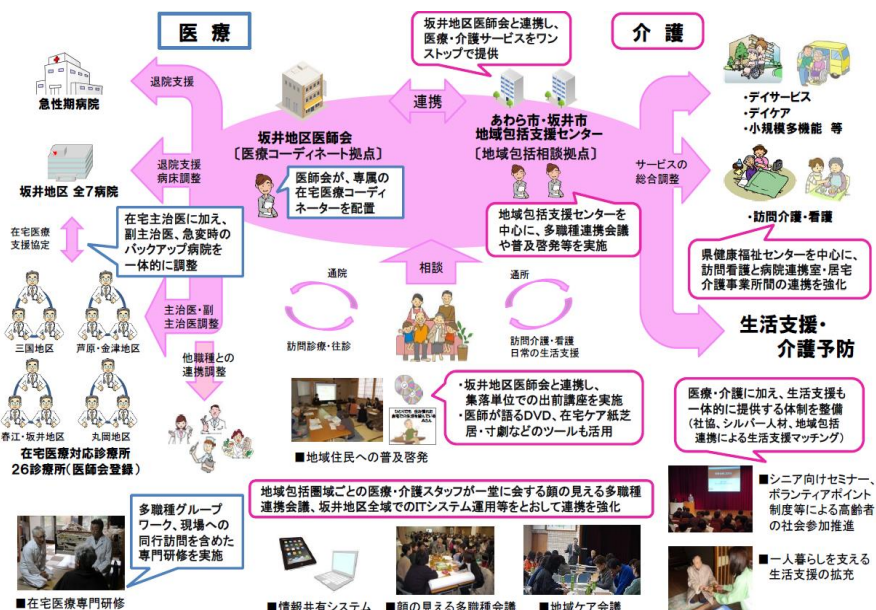 医 療
坂井地区医師会と連携し、
医療・介護サービスをワン
ストップで提供
介 護
急性期病院
退院支援
坂井地区医師会
〔医療コーディネート拠点〕
連携
あわら市・坂井市
地域包括支援センター
〔地域包括相談拠点〕
・デイサービス
・デイケア
・小規模多機能 等
坂井地区 全7病院
退院支援
病床調整
医師会が、専属の
在宅医療コーディ
ネーターを配置
サービスの
総合調整
・訪問介護・看護
在宅医療
支援協定
在宅主治医に加え、
副主治医、急変時の
バックアップ病院を
一体的に調整
地域包括支援センターを
中心に、多職種連携会議
や普及啓発等を実施
県健康福祉センターを中心に、
訪問看護と病院連携室・居宅
介護事業所間の連携を強化
相談
通院
訪問診療・往診
通所
訪問介護・看護
日常の生活支援
主治医・副
主治医調整
三国地区
芦原・金津地区
春江・坂井地区
丸岡地区
在宅医療対応診療所
26診療所(医師会登録)
他職種との
連携調整
生活支援・
介護予防
・坂井地区医師会と連携し、
集落単位での出前講座を実施
・医師が語るDVD、在宅ケア紙芝
居・寸劇などのツールも活用
■地域住民への普及啓発
医療・介護に加え、生活支援も
一体的に提供する体制を整備
(社協、シルバー人材、地域包括
連携による生活支援マッチング)
地域包括圏域ごとの医療・介護スタッフが一堂に会する顔の見える多職種
連携会議、坂井地区全域でのITシステム運用等をとおして連携を強化
多職種グループ
ワーク、現場への
同行訪問を含めた
専門研修を実施
■在宅医療専門研修
■情報共有システム
■顔の見える多職種会議
■地域ケア会議
■シニア向けセミナー、
ボランティアポイント
制度等による高齢者
の社会参加推進
■一人暮らしを支える
生活支援の拡充